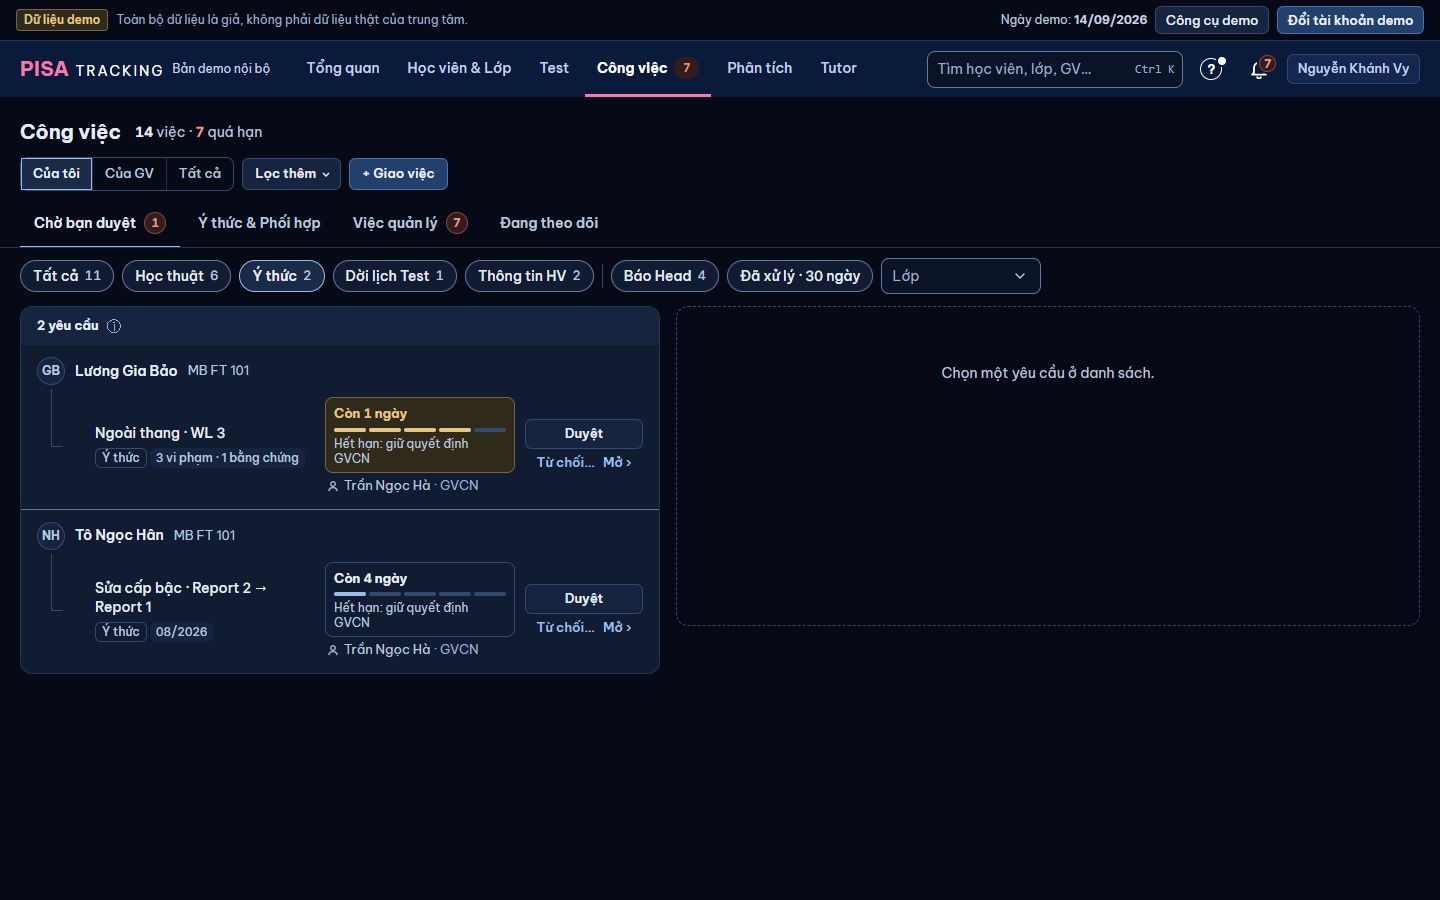 Dữ liệu demo Toàn bộ dữ liệu là giả, không phải dữ liệu thật của trung tâm. Ngày demo: 14/09/2026 Công cụ demo Đổi tài khoản demo
PISA TRACKING Bản demo nội bộ Tổng quan Học viên & Lớp Test Công việc 7 Phân tích Tutor Tìm học viên, lớp, GV... Ctrl K ? 7 Nguyễn Khánh Vy
Công việc 14 việc · 7 quá hạn
Của tôi Của GV Tất cả Lọc thêm + Giao việc
Chờ bạn duyệt 1 Ý thức & Phối hợp Việc quản lý 7 Đang theo dõi
Tất cả 11 Học thuật 6 Ý thức 2 Dời lịch Test 1 Thông tin HV 2 Báo Head 4 Đã xử lý · 30 ngày Lớp
2 yêu cầu
GB Lương Gia Bảo MB FT 101
Ngoài thang · WL 3
Ý thức 3 vi phạm · 1 bằng chứng
Còn 1 ngày
Hết hạn: giữ quyết định
GVCN
Trần Ngọc Hà · GVCN
Duyệt
Từ chối... Mở ›
NH Tô Ngọc Hân MB FT 101
Sửa cấp bậc · Report 2 →
Report 1
Ý thức 08/2026
Còn 4 ngày
Hết hạn: giữ quyết định
GVCN
Trần Ngọc Hà · GVCN
Duyệt
Từ chối... Mở ›
Chọn một yêu cầu ở danh sách.